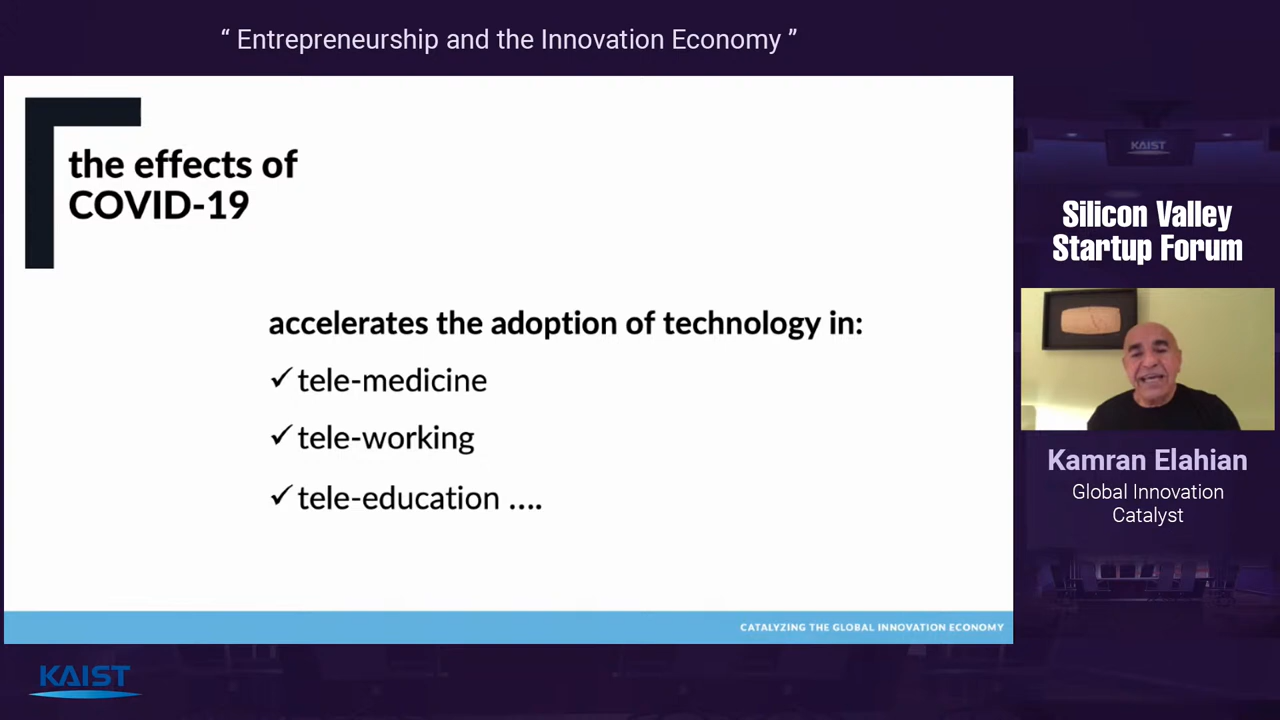 “ Entrepreneurship and the Innovation Economy ”
the effects of
COVID-19
accelerates the adoption of technology in:
✓ tele-medicine
✓ tele-working
✓ tele-education ....
CATALYZING THE GLOBAL INNOVATION ECONOMY
KAIST
KAIST
Silicon Valley
Startup Forum
Kamran Elahian
Global Innovation
Catalyst